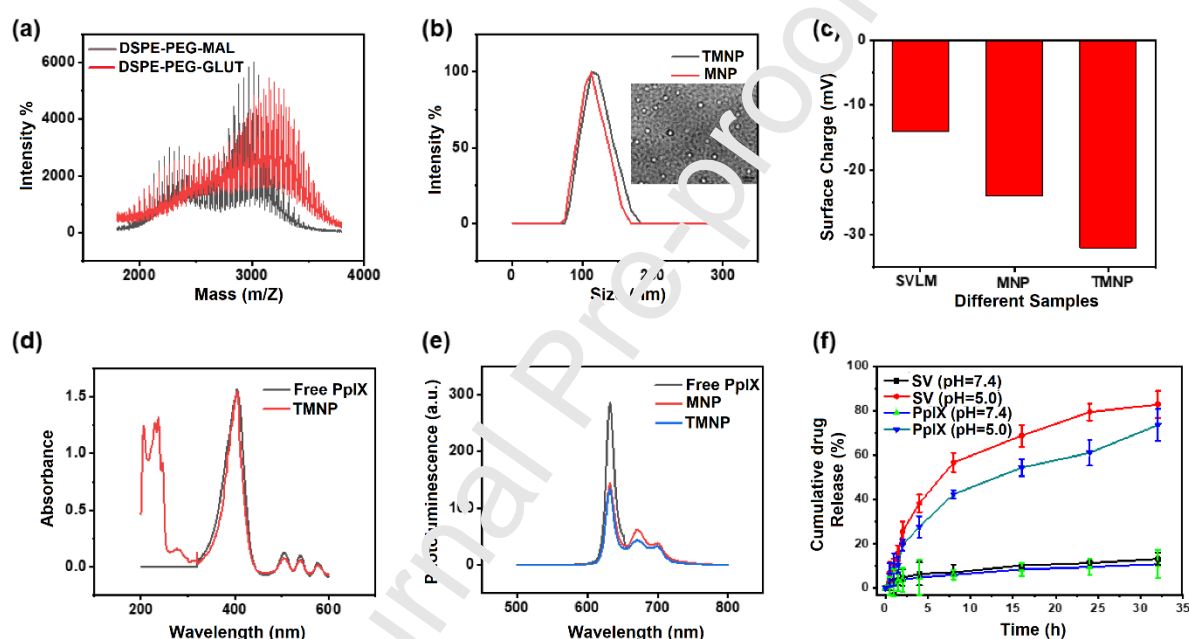 (a)
DSPE-PEG-MAL
DSPE-PEG-GLUT
6000
4000
2000
0
Intensity %
2000
3000
4000
Mass (m/Z)
(b)
TMNP
MNP
100
50
0
Intensity %
0
100
200
300
(c)
0
-10
-20
-30
Surface Charge (mV)
SVLM
MNP
TMNP
Different Samples
(d)
Free PpIX
TMNP
1.5
1.0
0.5
0.0
Absorbance
200
400
600
Wavelength (nm)
(e)
Free PpIX
MNP
TMNP
300
200
100
0
500
600
700
800
Wavelength (nm)
(f)
SV (pH=7.4)
SV (pH=5.0)
PpIX (pH=7.4)
PpIX (pH=5.0)
100
80
60
40
20
0
Cumulative drug
Release (%)
0
5
10
15
20
25
30
35
Time (h)
Pre-proof